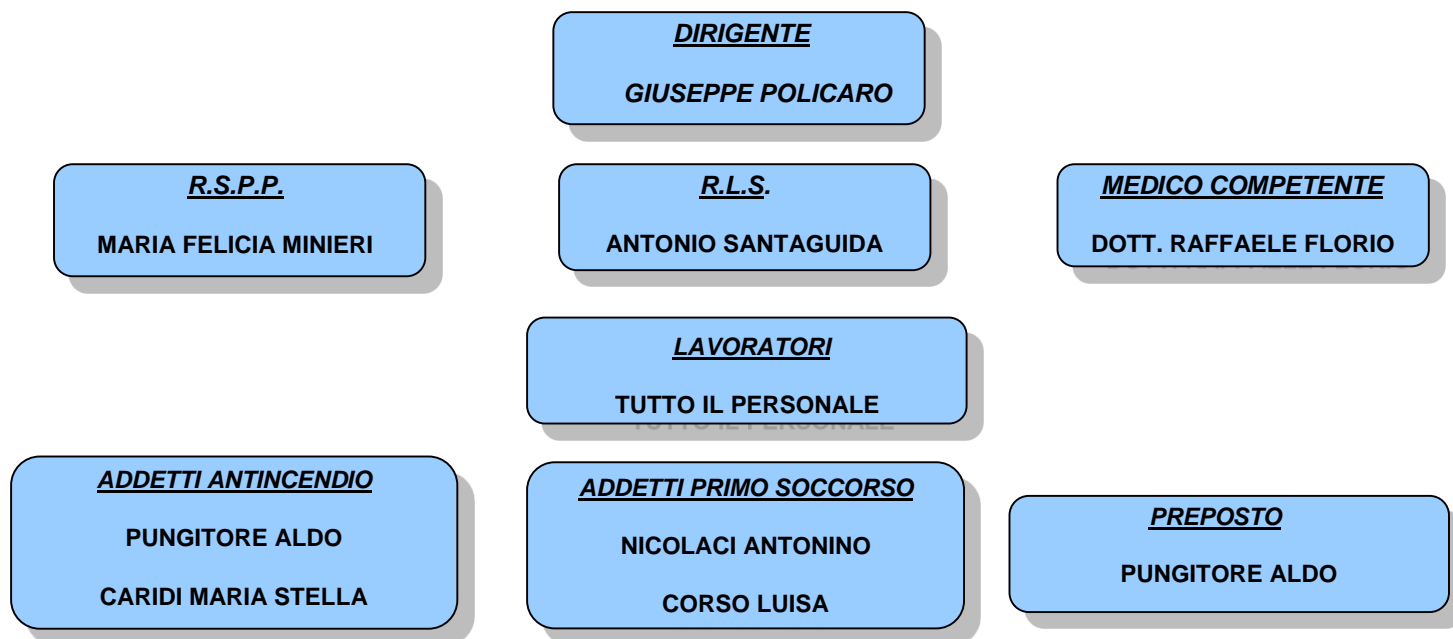 DIRIGENTE
GIUSEPPE POLICARO
R.S.P.P.
MARIA FELICIA MINIERI
R.L.S.
ANTONIO SANTAGUIDA
MEDICO COMPETENTE
DOTT. RAFFAELE FLORIO
LAVORATORI
TUTTO IL PERSONALE
ADDETTI ANTINCENDIO
PUNGITORE ALDO
CARIDI MARIA STELLA
ADDETTI PRIMO SOCCORSO
NICOLACI ANTONINO
CORSO LUISA
PREPOSTO
PUNGITORE ALDO